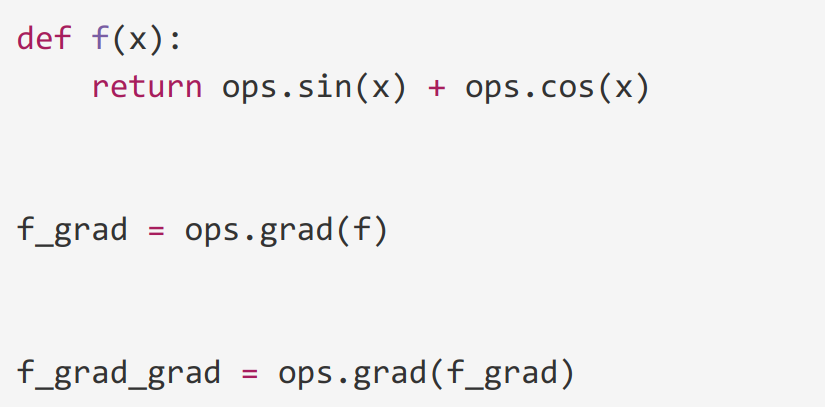 def f(x):
    return ops.sin(x) + ops.cos(x)
f_grad = ops.grad(f)
f_grad_grad = ops.grad(f_grad)